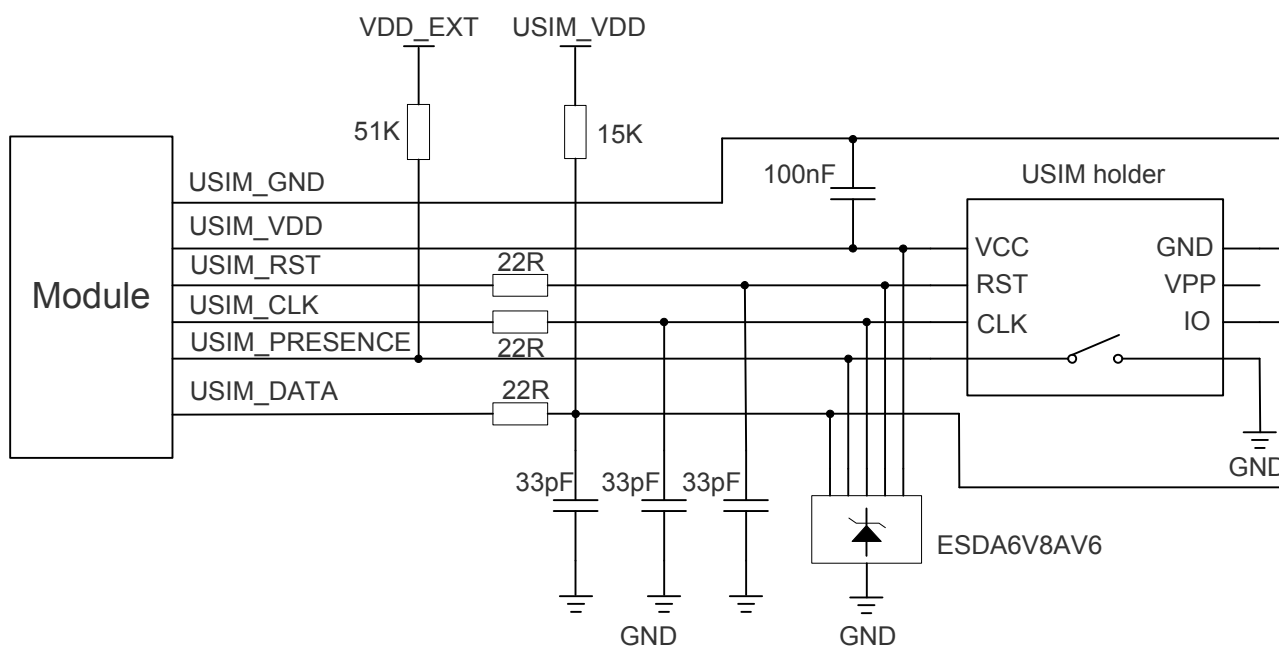 VDD_EXT USIM_VDD
51K 15K
100nF USIM holder
USIM_GND
USIM_VDD VCC GND
USIM_RST 22R RST VPP
Module
USIM_CLK CLK IO
USIM_PRESENCE 22R
USIM_DATA 22R
GND
33pF 33pF 33pF
ESDA6V8AV6
GND GND